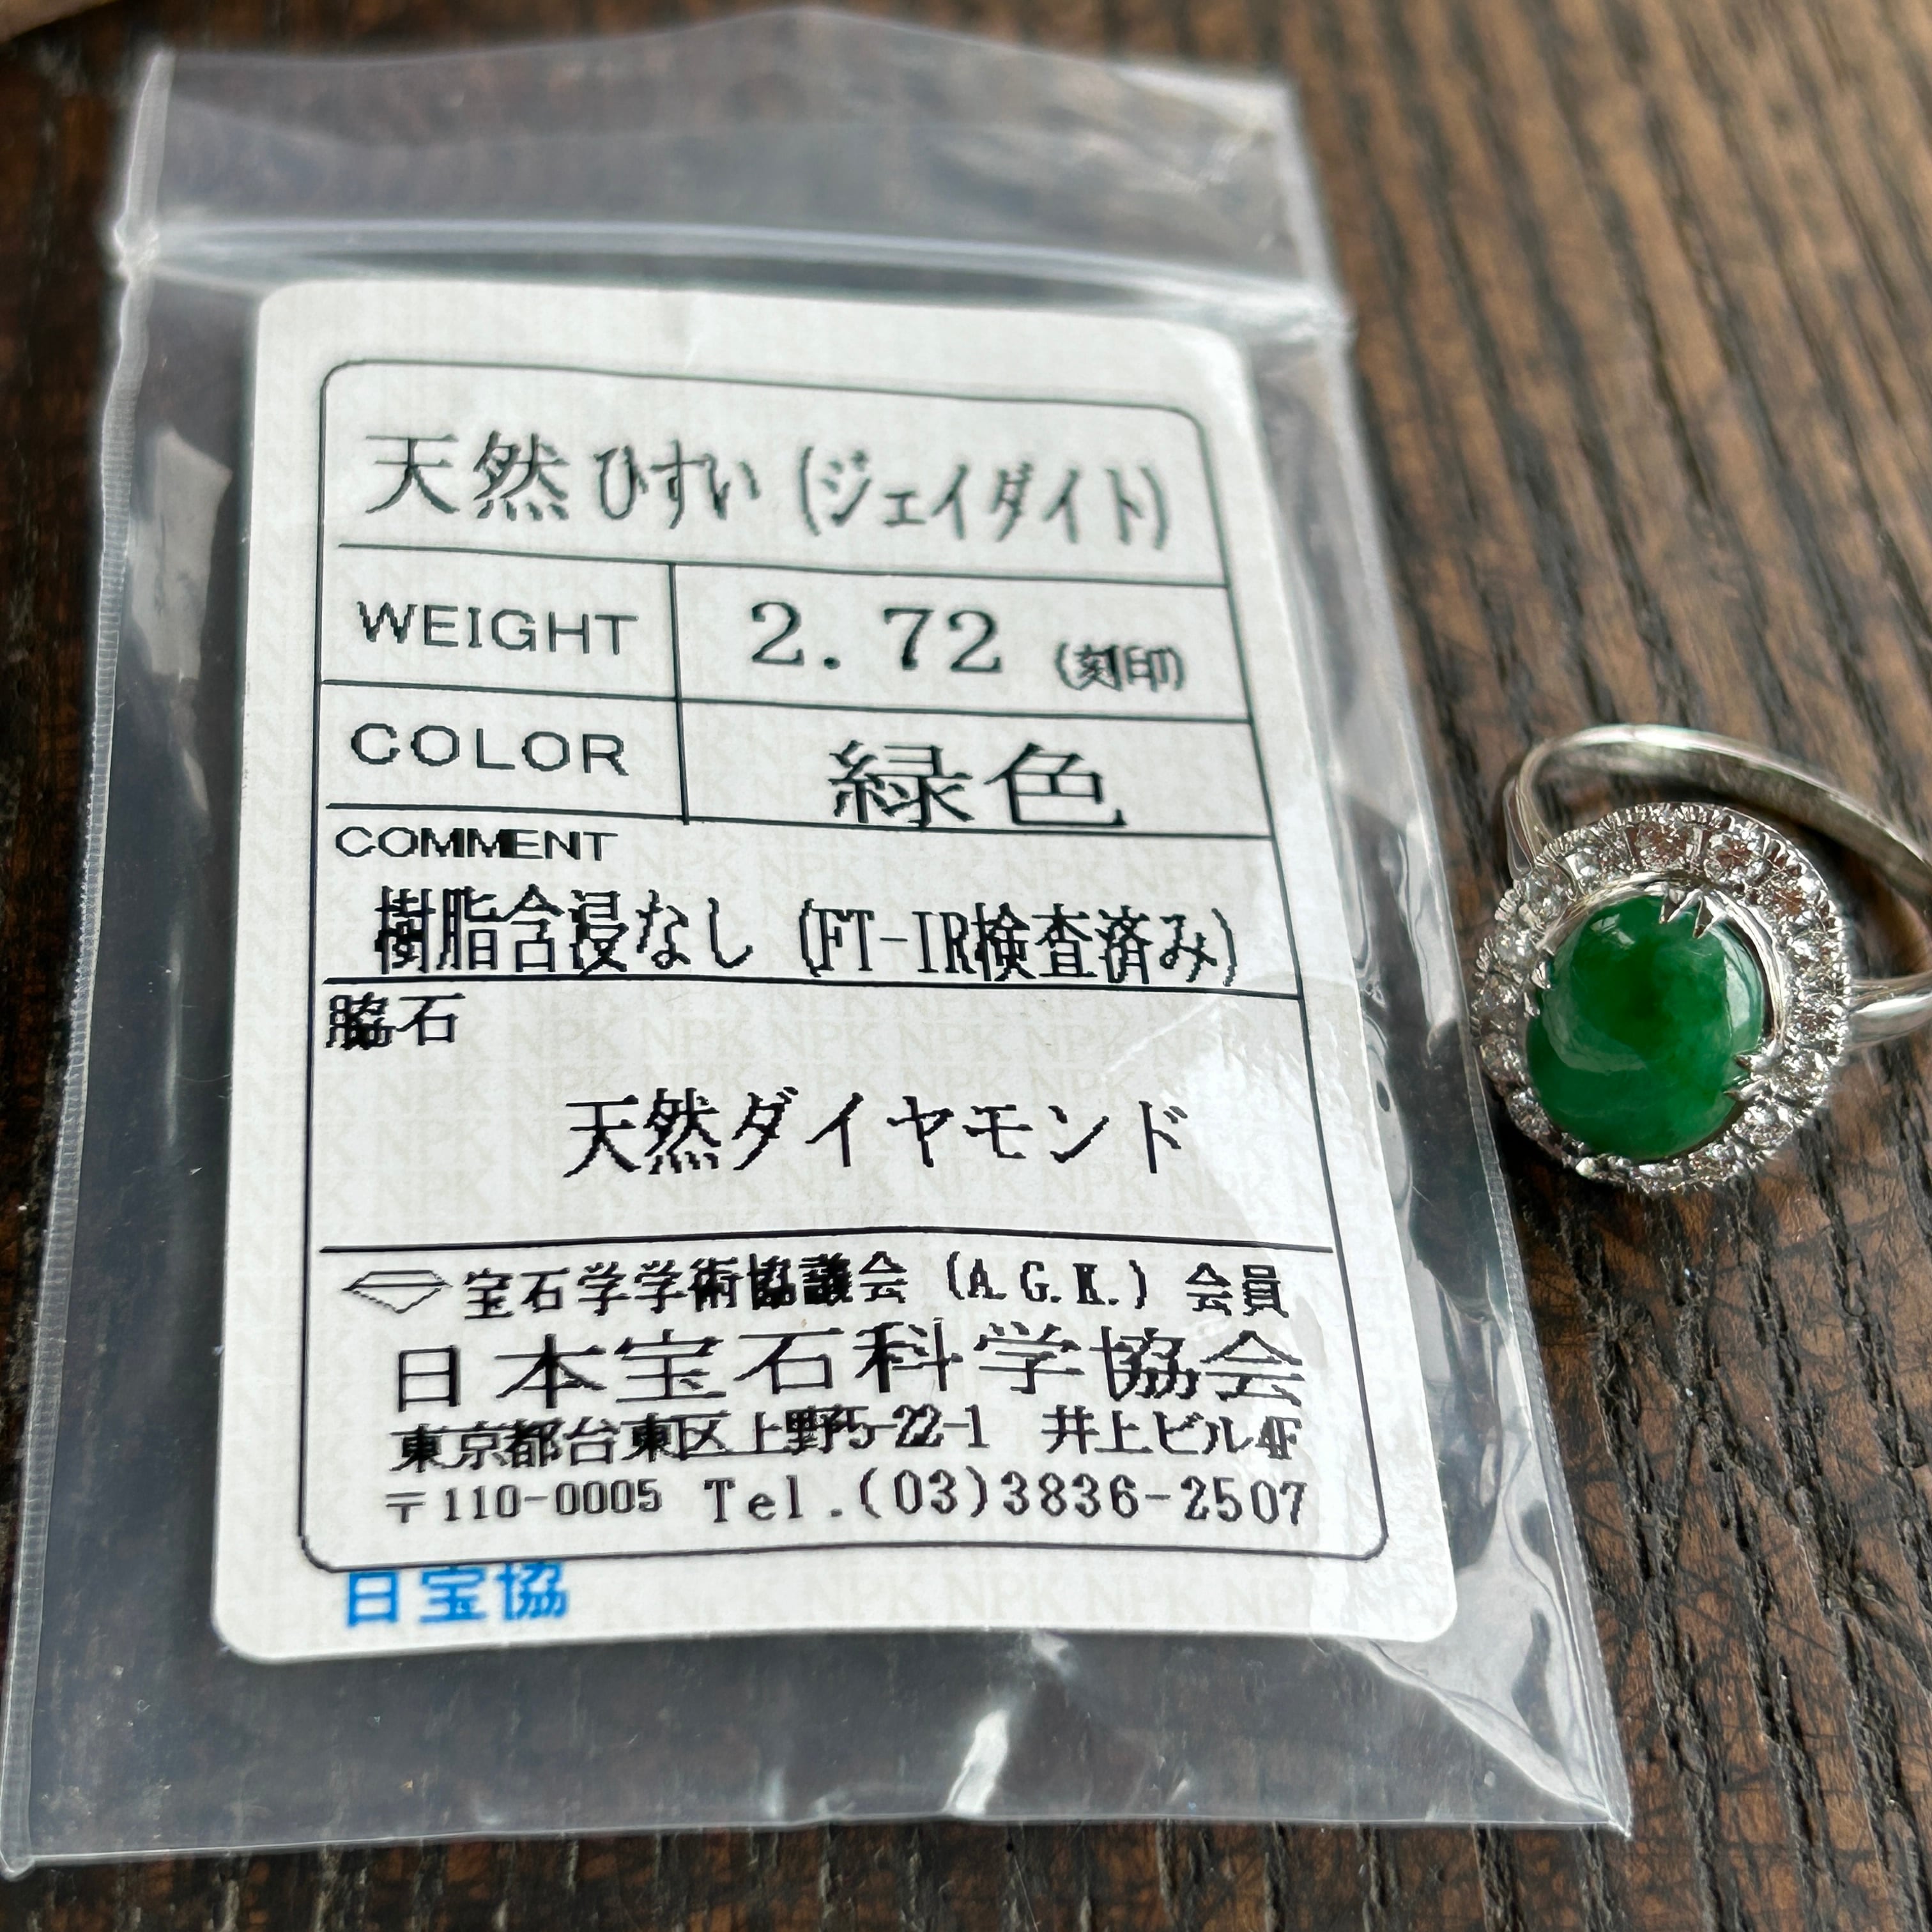 天然ひすい (ジェイダイト)
WEIGHT 2.72 (刻印)
COLOR 緑色
COMMENT
樹脂含浸なし (FT-IR検査済み)
脇石
天然ダイヤモンド
宝石学学術協議会 (A.G.K.) 会員
日本宝石科学協会
東京都台東区上野5-22-1 井上ビル4F
〒110-0005 Tel.(03)3836-2507
日宝協